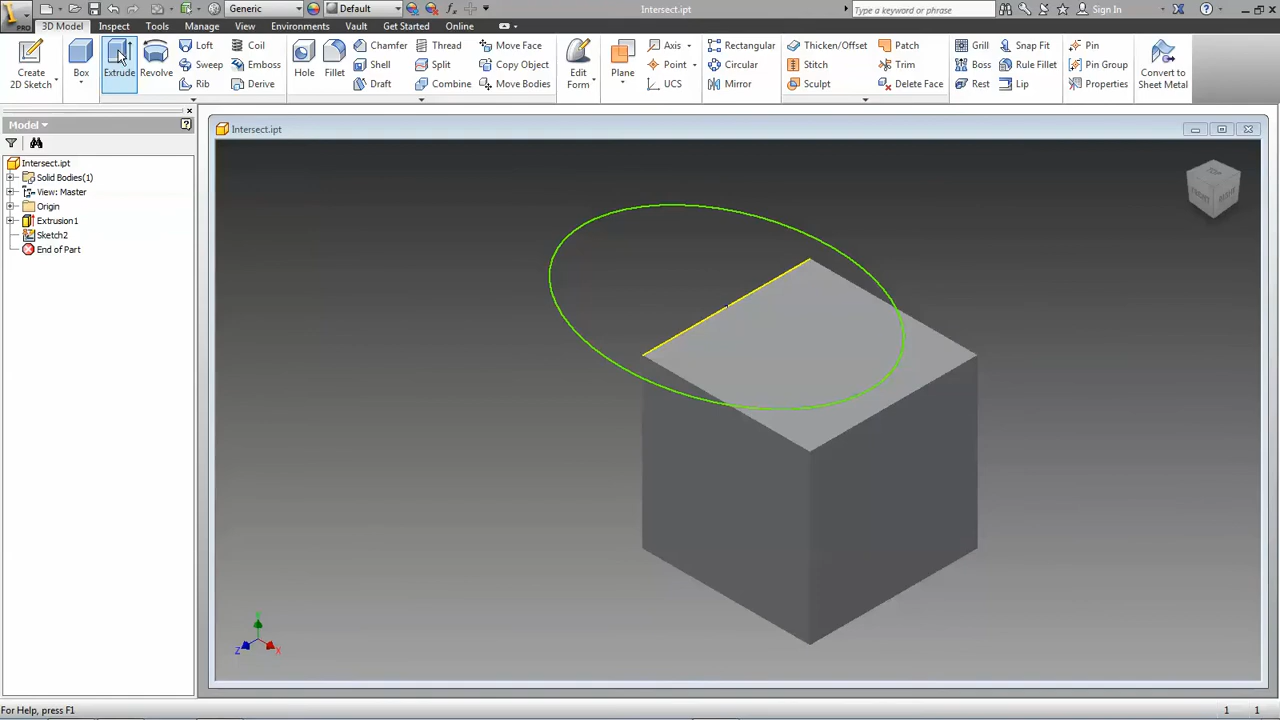 PRO
Generic
Default
Intersect.ipt
Type a keyword or phrase)
Sign In
3D Model
Inspect
Tools
Manage
View
Environments
Vault
Get Started
Online
Create
2D Sketch
Box
Extrude
Revolve
Loft
Sweep
Rib
Coil
Emboss
Derive
Hole
Fillet
Chamfer
Shell
Draft
Thread
Split
Combine
Move Face
Copy Object
Move Bodies
Edit
Form
Plane
Axis
Point
UCS
Rectangular
Circular
Mirror
Thicken/Offset
Stitch
Sculpt
Patch
Trim
Delete Face
Grill
Boss
Rest
Snap Fit
Rule Fillet
Lip
Pin
Pin Group
Properties
Convert to
Sheet Metal
Model
Intersect.ipt
Solid Bodies(1)
View: Master
Origin
Extrusion1
Sketch2
End of Part
Intersect.ipt
Z
X
For Help, press F1
1 1